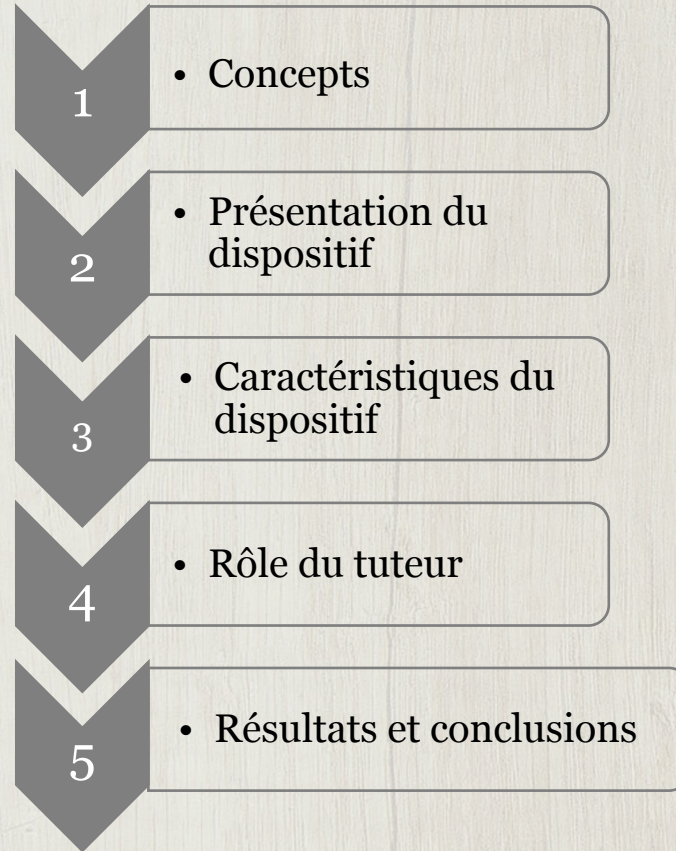 1
• Concepts
2
• Présentation du
dispositif
3
• Caractéristiques du
dispositif
4
• Rôle du tuteur
5
• Résultats et conclusions